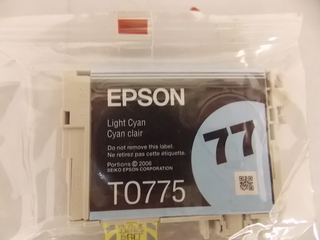 EPSON
Light Cyan
Cyan clair
77
Do not remove this label.
Ne retirez pas cette étiquette.
Portions © 2006
SEIKO EPSON CORPORATION
T0775